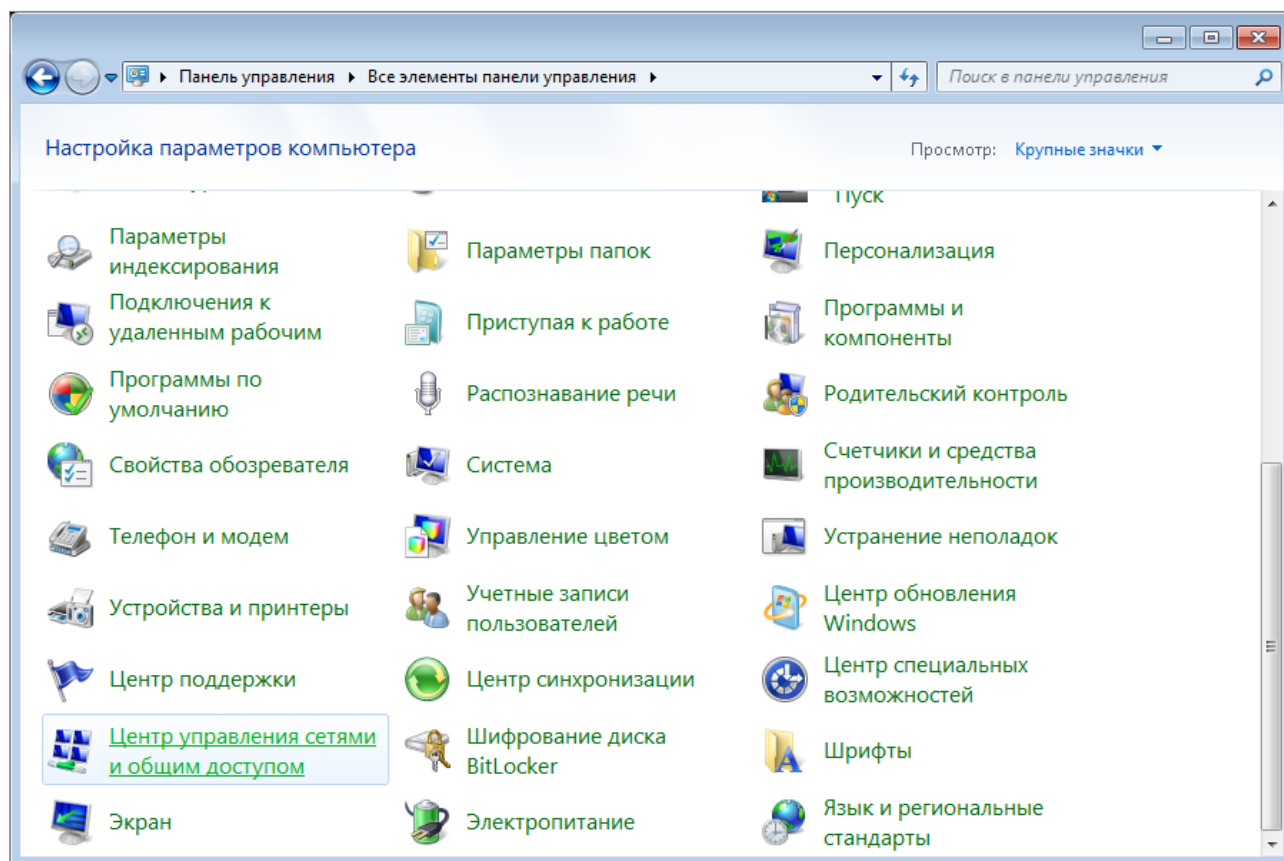 Панель управления Все элементы панели управления
Поиск в панели управления
Настройка параметров компьютера
Просмотр: Крупные значки
Пуск
Параметры
индексирования
Параметры папок
Персонализация
Подключения к
удаленным рабочим
Приступая к работе
Программы и
компоненты
Программы по
умолчанию
Распознавание речи
Родительский контроль
Свойства обозревателя
Система
Счетчики и средства
производительности
Телефон и модем
Управление цветом
Устранение неполадок
Устройства и принтеры
Учетные записи
пользователей
Центр обновления
Windows
Центр поддержки
Центр синхронизации
Центр специальных
возможностей
Центр управления сетями
и общим доступом
Шифрование диска
BitLocker
Шрифты
Экран
Электропитание
Язык и региональные
стандарты